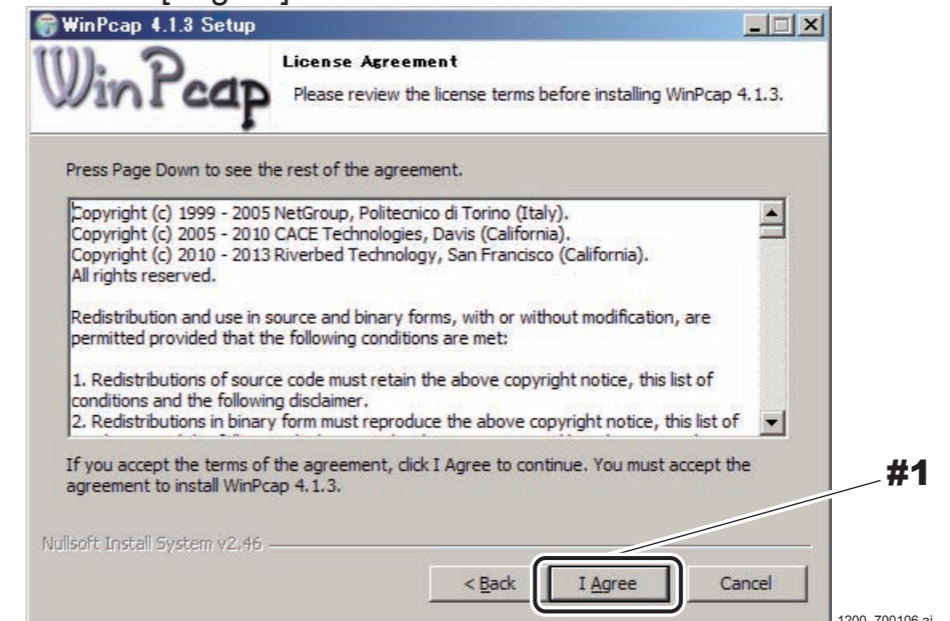 WinPcap 4.1.3 Setup
WinPcap
License Agreement
Please review the license terms before installing WinPcap 4.1.3.
Press Page Down to see the rest of the agreement.
Copyright (c) 1999 - 2005 NetGroup, Politecnico di Torino (Italy).
Copyright (c) 2005 - 2010 CACE Technologies, Davis (California).
Copyright (c) 2010 - 2013 Riverbed Technology, San Francisco (California).
All rights reserved.
Redistribution and use in source and binary forms, with or without modification, are
permitted provided that the following conditions are met:
1. Redistributions of source code must retain the above copyright notice, this list of
conditions and the following disclaimer.
2. Redistributions in binary form must reproduce the above copyright notice, this list of
If you accept the terms of the agreement, click I Agree to continue. You must accept the
agreement to install WinPcap 4.1.3.
#1
Nullsoft Install System v2.46
< Back I Agree Cancel